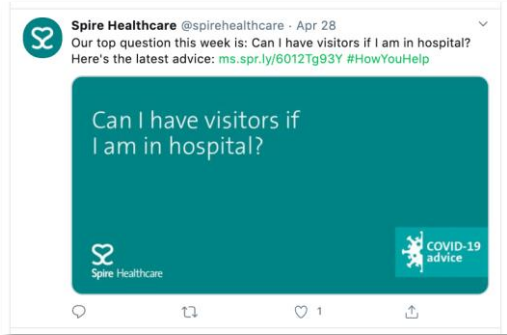 Spire Healthcare @spirehealthcare · Apr 28
Our top question this week is: Can I have visitors if I am in hospital?
Here's the latest advice: ms.spr.ly/6012Tg93Y #HowYouHelp
Can I have visitors if
I am in hospital?
COVID-19
advice
Spire Healthcare
1